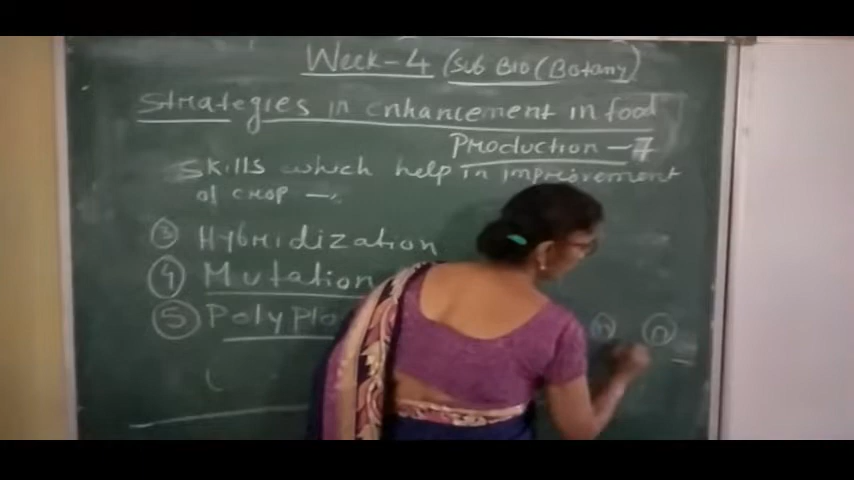 Week-4 (Sub Bio (Botany)
Strategies in enhancement in food
Production -7
Skills which help in improvement
of crop -:
③ Hybridization
④ Mutation
⑤ Polyplo
n n